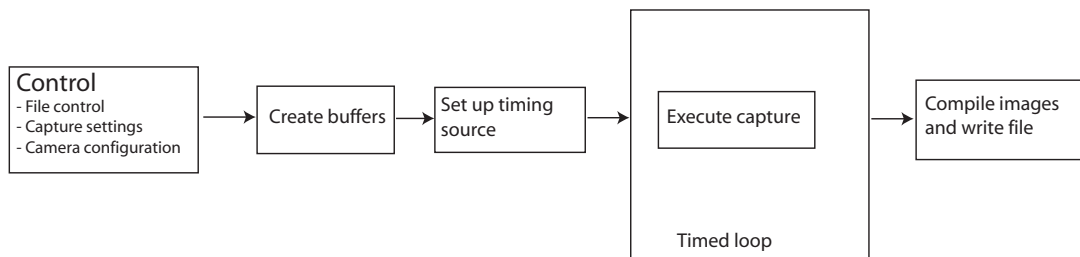 Control
- File control
- Capture settings
- Camera configuration
Create buffers
Set up timing
source
Execute capture
Timed loop
Compile images
and write file